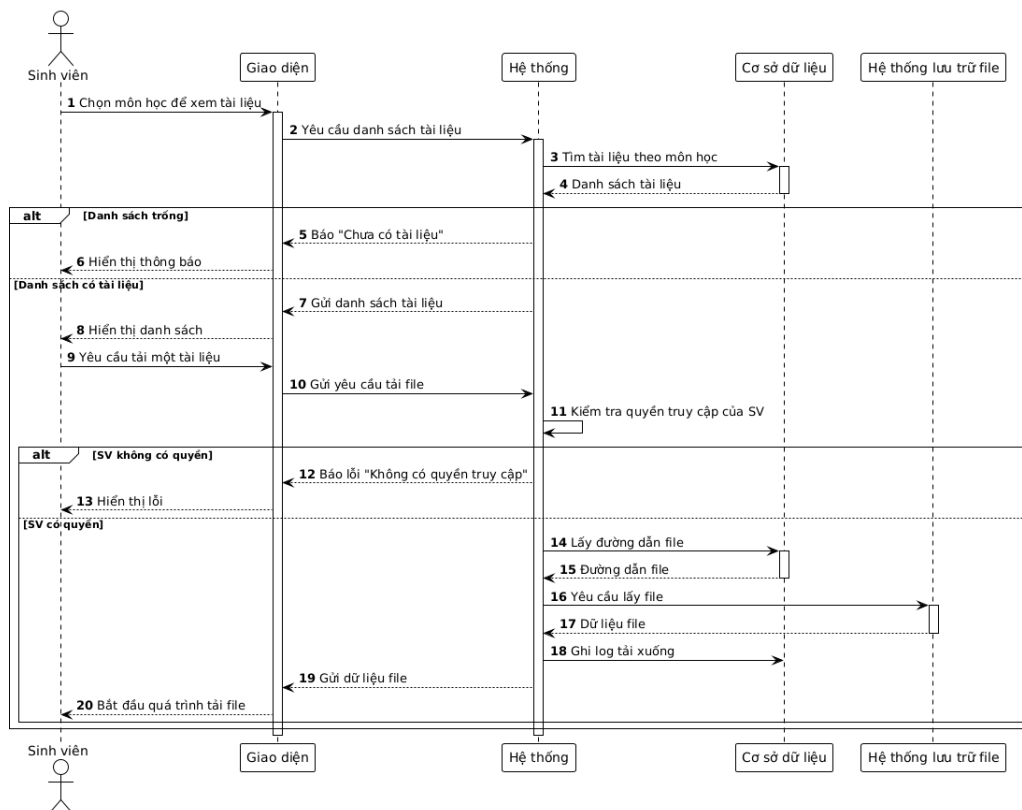 Sinh viên
Giao diện
Hệ thống
Cơ sở dữ liệu
Hệ thống lưu trữ file
1 Chọn môn học để xem tài liệu
2 Yêu cầu danh sách tài liệu
3 Tìm tài liệu theo môn học
4 Danh sách tài liệu
alt [Danh sách trống]
5 Báo "Chưa có tài liệu"
6 Hiển thị thông báo
[Danh sách có tài liệu]
7 Gửi danh sách tài liệu
8 Hiển thị danh sách
9 Yêu cầu tải một tài liệu
10 Gửi yêu cầu tải file
11 Kiểm tra quyền truy cập của SV
alt [SV không có quyền]
12 Báo lỗi "Không có quyền truy cập"
13 Hiển thị lỗi
[SV có quyền]
14 Lấy đường dẫn file
15 Đường dẫn file
16 Yêu cầu lấy file
17 Dữ liệu file
18 Ghi log tải xuống
19 Gửi dữ liệu file
20 Bắt đầu quá trình tải file
Sinh viên
Giao diện
Hệ thống
Cơ sở dữ liệu
Hệ thống lưu trữ file